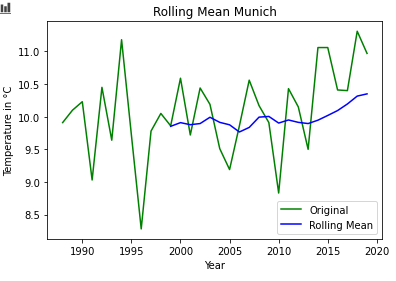 Rolling Mean Munich
Temperature in °C
11.0
10.5
10.0
9.5
9.0
8.5
Original
Rolling Mean
1990
1995
2000
2005
2010
2015
2020
Year